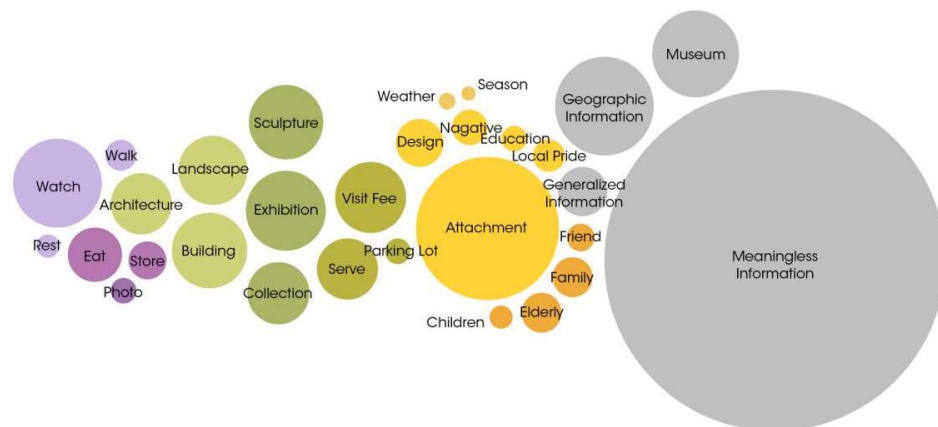 Museum
Season
Weather
Geographic
Information
Sculpture
Nagative
Design
Education
Walk
Local Pride
Landscape
Watch
Generalized
Information
Architecture
Visit Fee
Exhibition
Attachment
Friend
Rest
Building
Parking Lot
Eat
Store
Meaningless
Information
Serve
Family
Photo
Collection
Elderly
Children